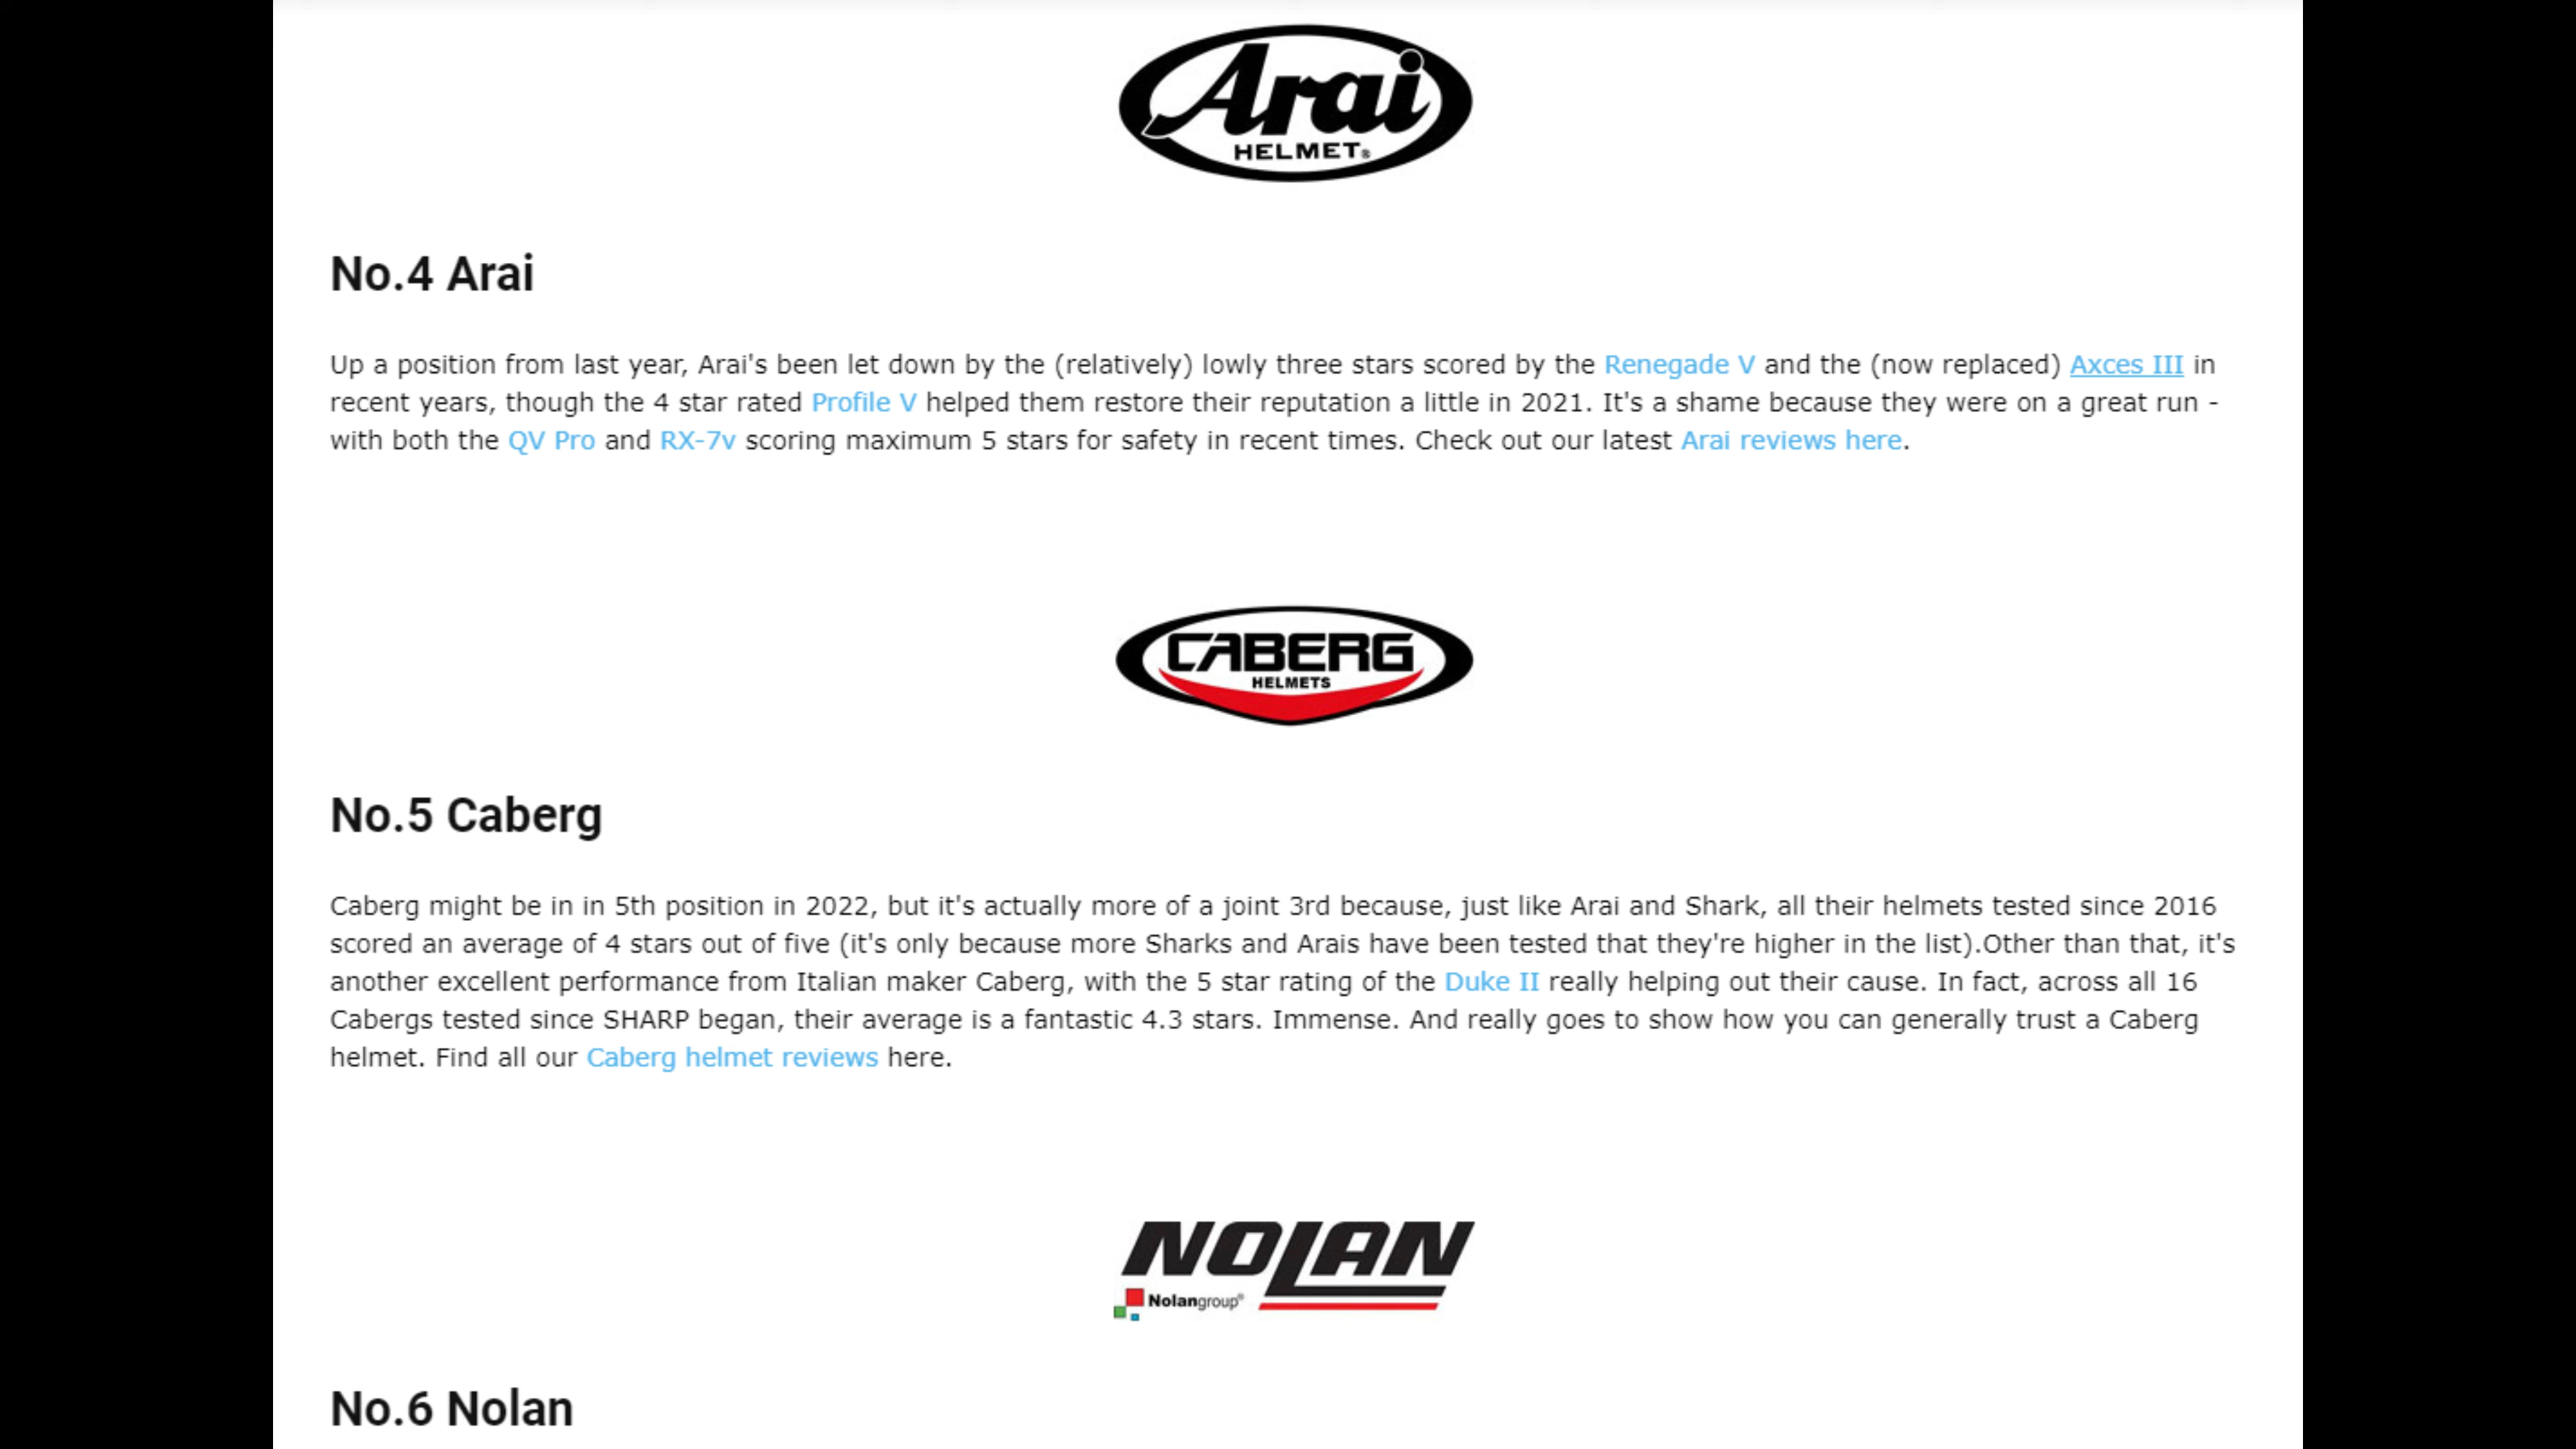 Arai
HELMET®
No.4 Arai
Up a position from last year, Arai's been let down by the (relatively) lowly three stars scored by the Renegade V and the (now replaced) Axces III in
recent years, though the 4 star rated Profile V helped them restore their reputation a little in 2021. It's a shame because they were on a great run -
with both the QV Pro and RX-7v scoring maximum 5 stars for safety in recent times. Check out our latest Arai reviews here.
CABERG
HELMETS
No.5 Caberg
Caberg might be in in 5th position in 2022, but it's actually more of a joint 3rd because, just like Arai and Shark, all their helmets tested since 2016
scored an average of 4 stars out of five (it's only because more Sharks and Arais have been tested that they're higher in the list).Other than that, it's
another excellent performance from Italian maker Caberg, with the 5 star rating of the Duke II really helping out their cause. In fact, across all 16
Cabergs tested since SHARP began, their average is a fantastic 4.3 stars. Immense. And really goes to show how you can generally trust a Caberg
helmet. Find all our Caberg helmet reviews here.
NOLAN
Nolangroup®
No.6 Nolan